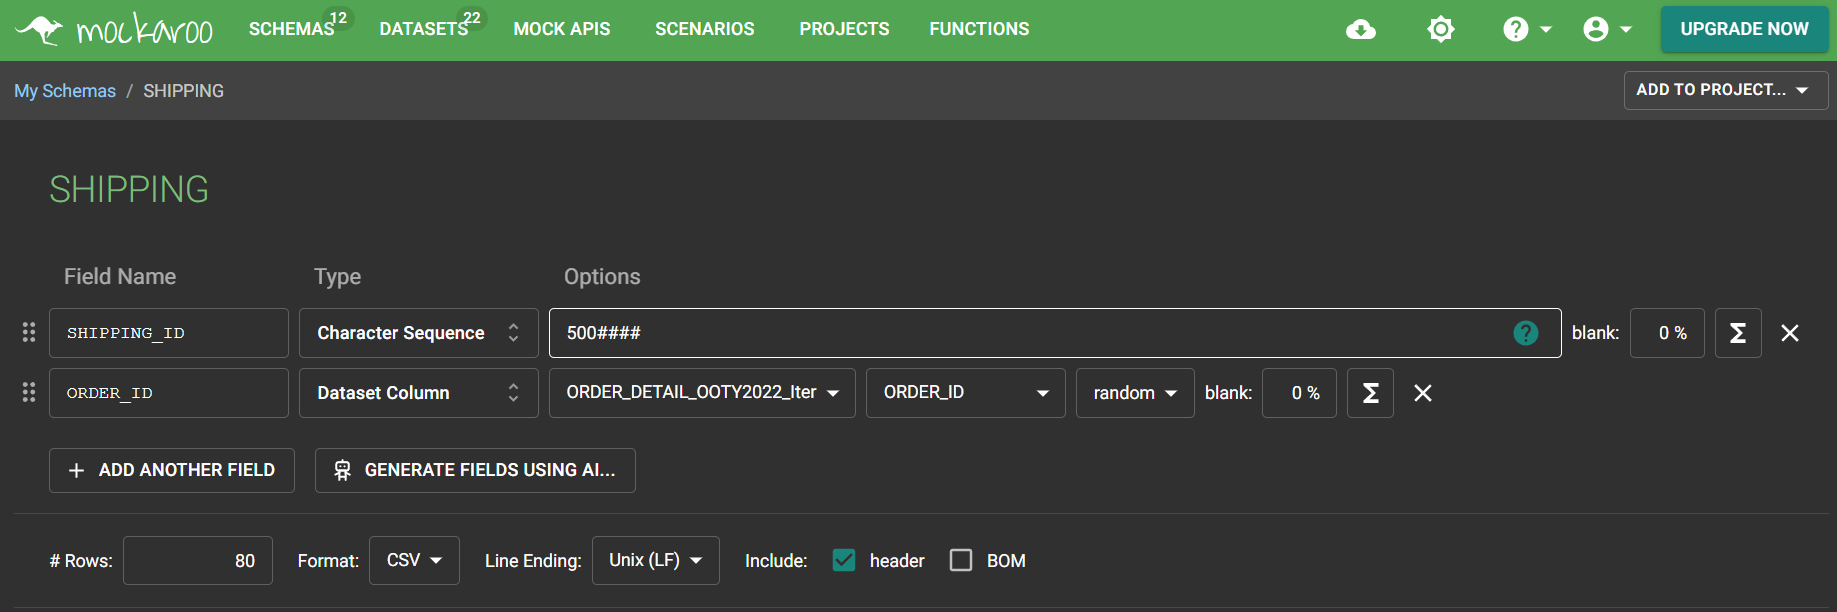 mockaroo SCHEMAS 12 DATASETS 22 MOCK APIS SCENARIOS PROJECTS FUNCTIONS ? UPGRADE NOW
My Schemas / SHIPPING ADD TO PROJECT...
SHIPPING
Field Name Type Options
SHIPPING_ID Character Sequence 500#### ? blank: 0 % Σ
ORDER_ID Dataset Column ORDER_DETAIL_OOTY2022_Iter ORDER_ID random blank: 0 % Σ
+ ADD ANOTHER FIELD GENERATE FIELDS USING AI...
# Rows: 80 Format: CSV Line Ending: Unix (LF) Include: header BOM